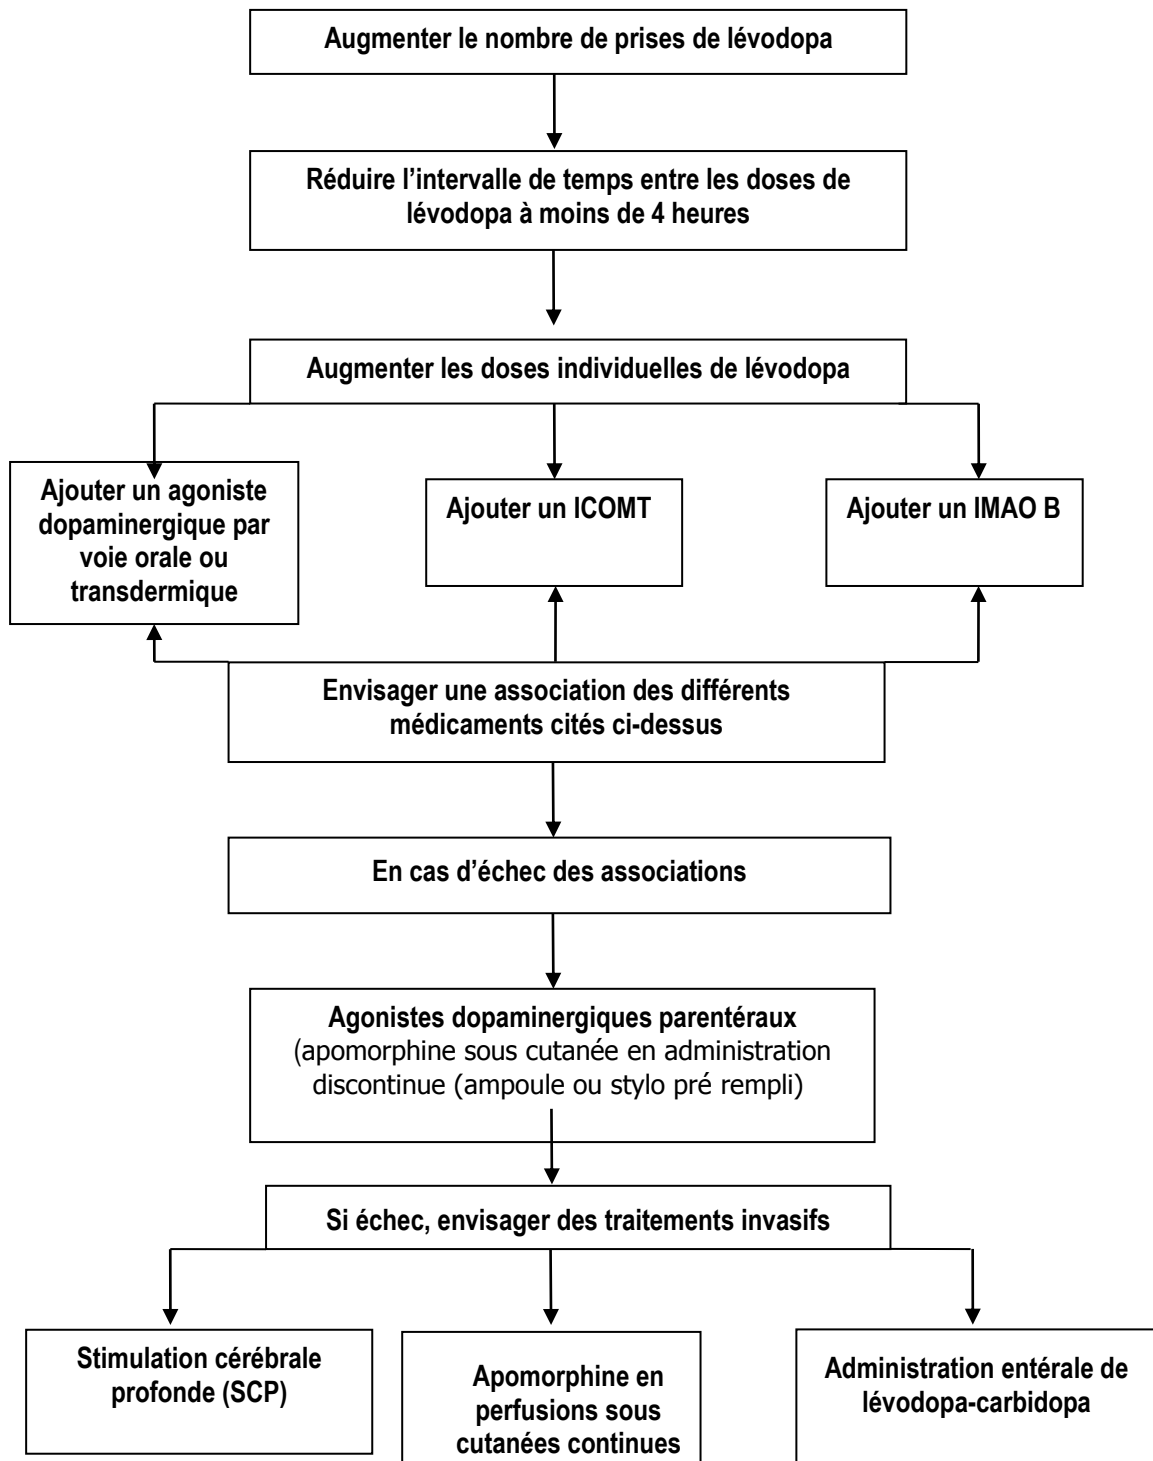 Augmenter le nombre de prises de lévodopa
Réduire l’intervalle de temps entre les doses de
lévodopa à moins de 4 heures
Augmenter les doses individuelles de lévodopa
Ajouter un agoniste
dopaminergique par
voie orale ou
transdermique
Ajouter un ICOMT
Ajouter un IMAO B
Envisager une association des différents
médicaments cités ci-dessus
En cas d’échec des associations
Agonistes dopaminergiques parentéraux
(apomorphine sous cutanée en administration
discontinue (ampoule ou stylo pré rempli)
Si échec, envisager des traitements invasifs
Stimulation cérébrale
profonde (SCP)
Apomorphine en
perfusions sous
cutanées continues
Administration entérale de
lévodopa-carbidopa